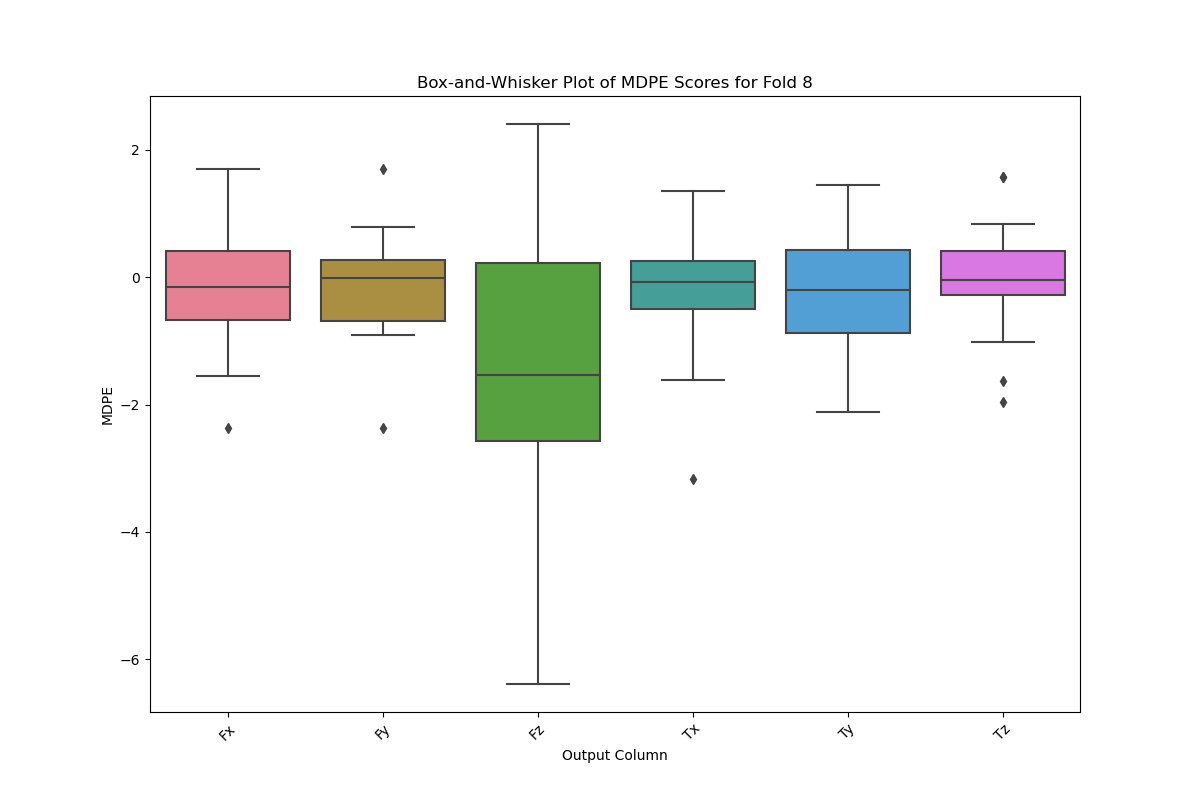 Box-and-Whisker Plot of MDPE Scores for Fold 8
MDPE
2
0
−2
−4
−6
Fx
Fy
Fz
Tx
Ty
Tz
Output Column